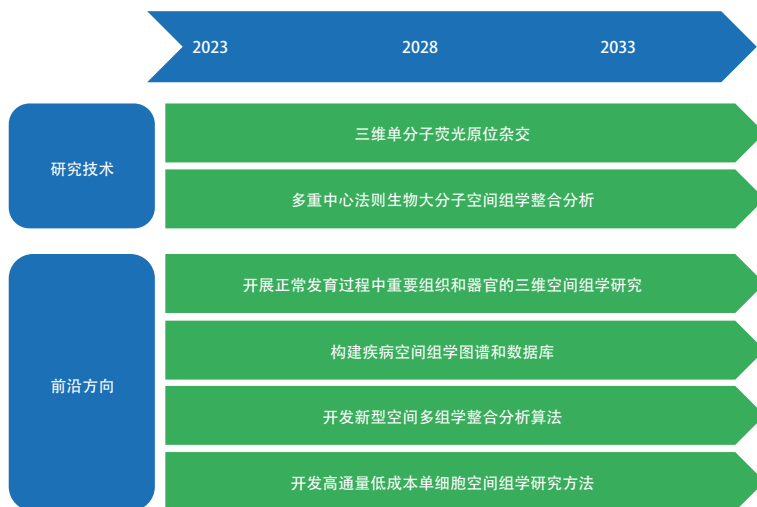 2023 2028 2033
研究技术
三维单分子荧光原位杂交
多重中心法则生物大分子空间组学整合分析
前沿方向
开展正常发育过程中重要组织和器官的三维空间组学研究
构建疾病空间组学图谱和数据库
开发新型空间多组学整合分析算法
开发高通量低成本单细胞空间组学研究方法